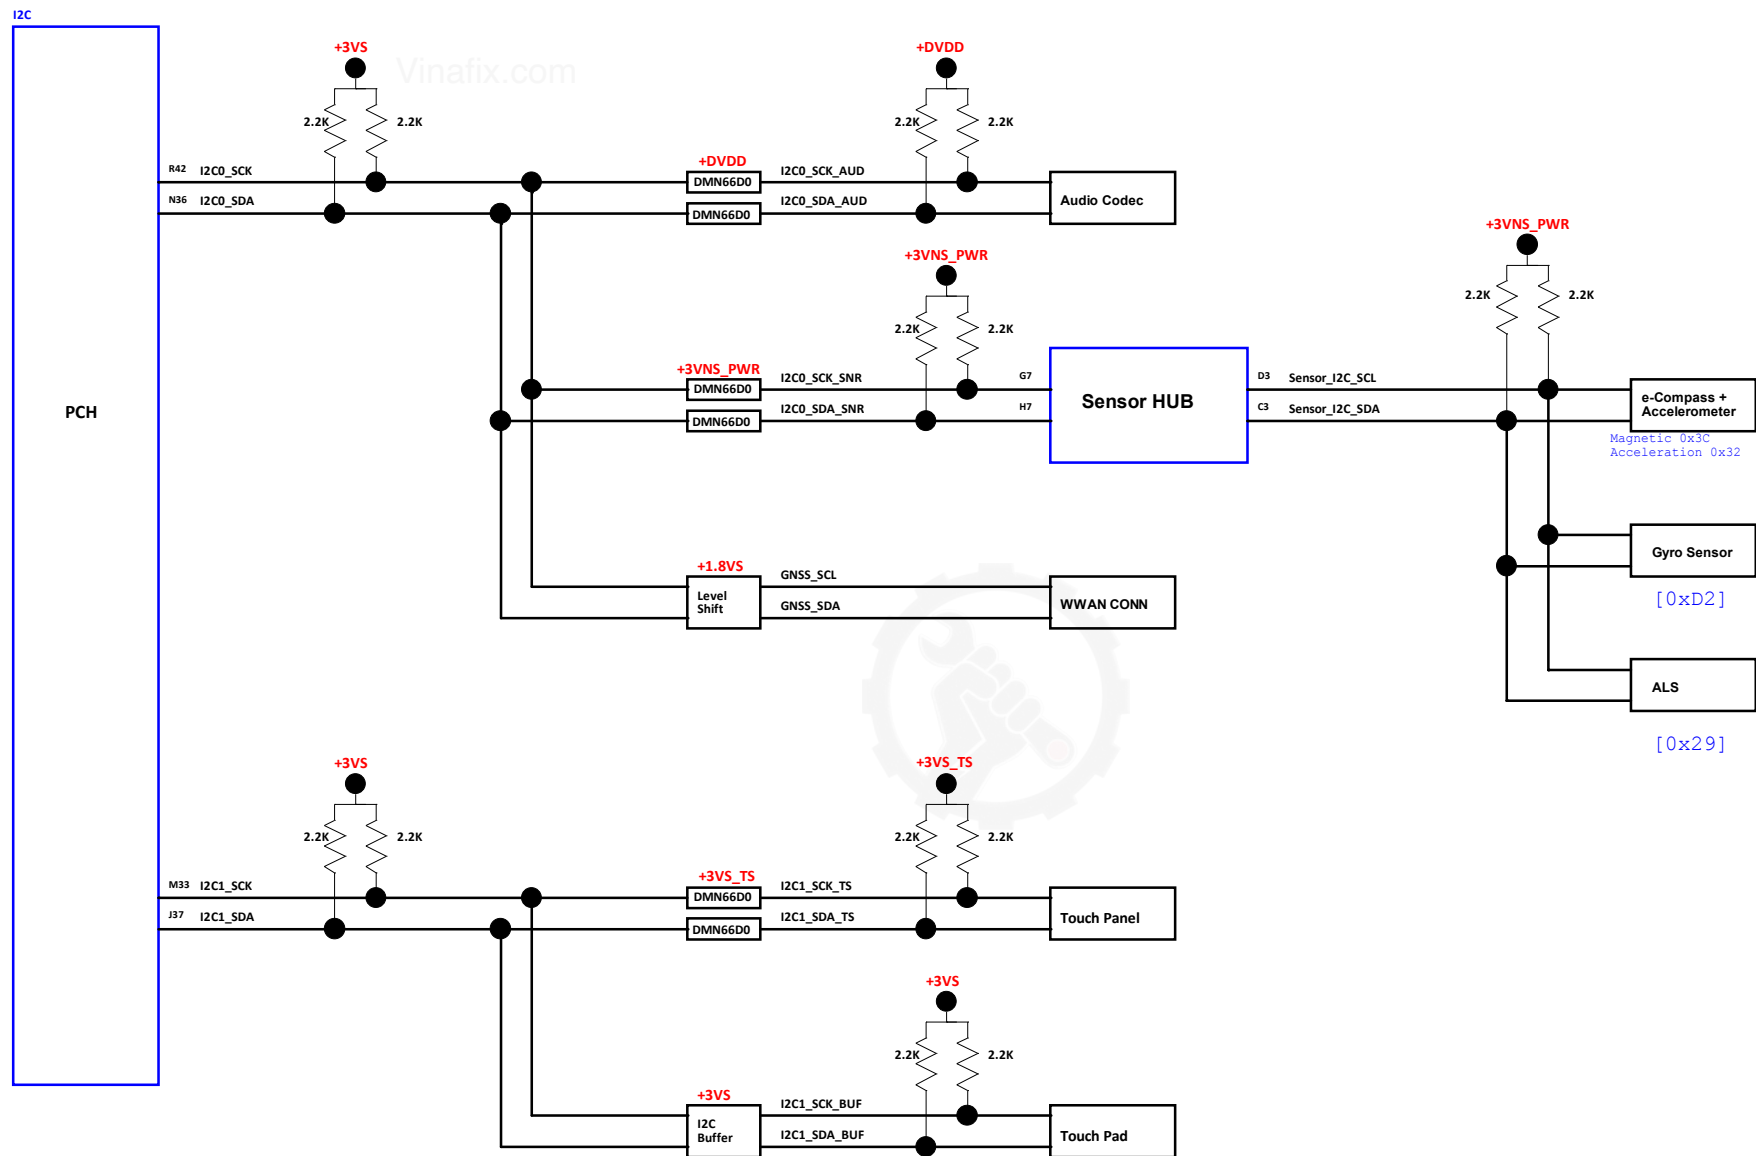 I2C
+3VS
Vinafix.com
+DVDD
2.2K
2.2K
2.2K
2.2K
R42 I2C0_SCK
+DVDD
DMN66D0
I2C0_SCK_AUD
N36 I2C0_SDA
DMN66D0
I2C0_SDA_AUD
Audio Codec
+3VNS_PWR
+3VNS_PWR
2.2K
2.2K
2.2K
2.2K
+3VNS_PWR
DMN66D0
I2C0_SCK_SNR
G7
DMN66D0
I2C0_SDA_SNR
H7
Sensor HUB
D3 Sensor_I2C_SCL
C3 Sensor_I2C_SDA
e-Compass +
Accelerometer
Magnetic 0x3C
Acceleration 0x32
PCH
Gyro Sensor
[0xD2]
+1.8VS
Level
Shift
GNSS_SCL
GNSS_SDA
WWAN CONN
ALS
[0x29]
+3VS
+3VS_TS
2.2K
2.2K
2.2K
2.2K
M33 I2C1_SCK
+3VS_TS
DMN66D0
I2C1_SCK_TS
J37 I2C1_SDA
DMN66D0
I2C1_SDA_TS
Touch Panel
+3VS
2.2K
2.2K
+3VS
I2C
Buffer
I2C1_SCK_BUF
I2C1_SDA_BUF
Touch Pad